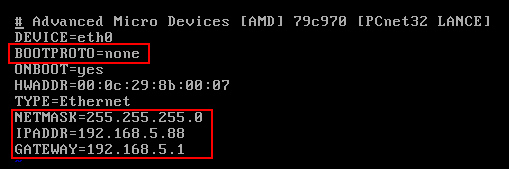 # Advanced Micro Devices [AMD] 79c970 [PCnet32 LANCE]
DEVICE=eth0
BOOTPROTO=none
ONBOOT=yes
HWADDR=00:0c:29:8b:00:07
TYPE=Ethernet
NETMASK=255.255.255.0
IPADDR=192.168.5.88
GATEWAY=192.168.5.1